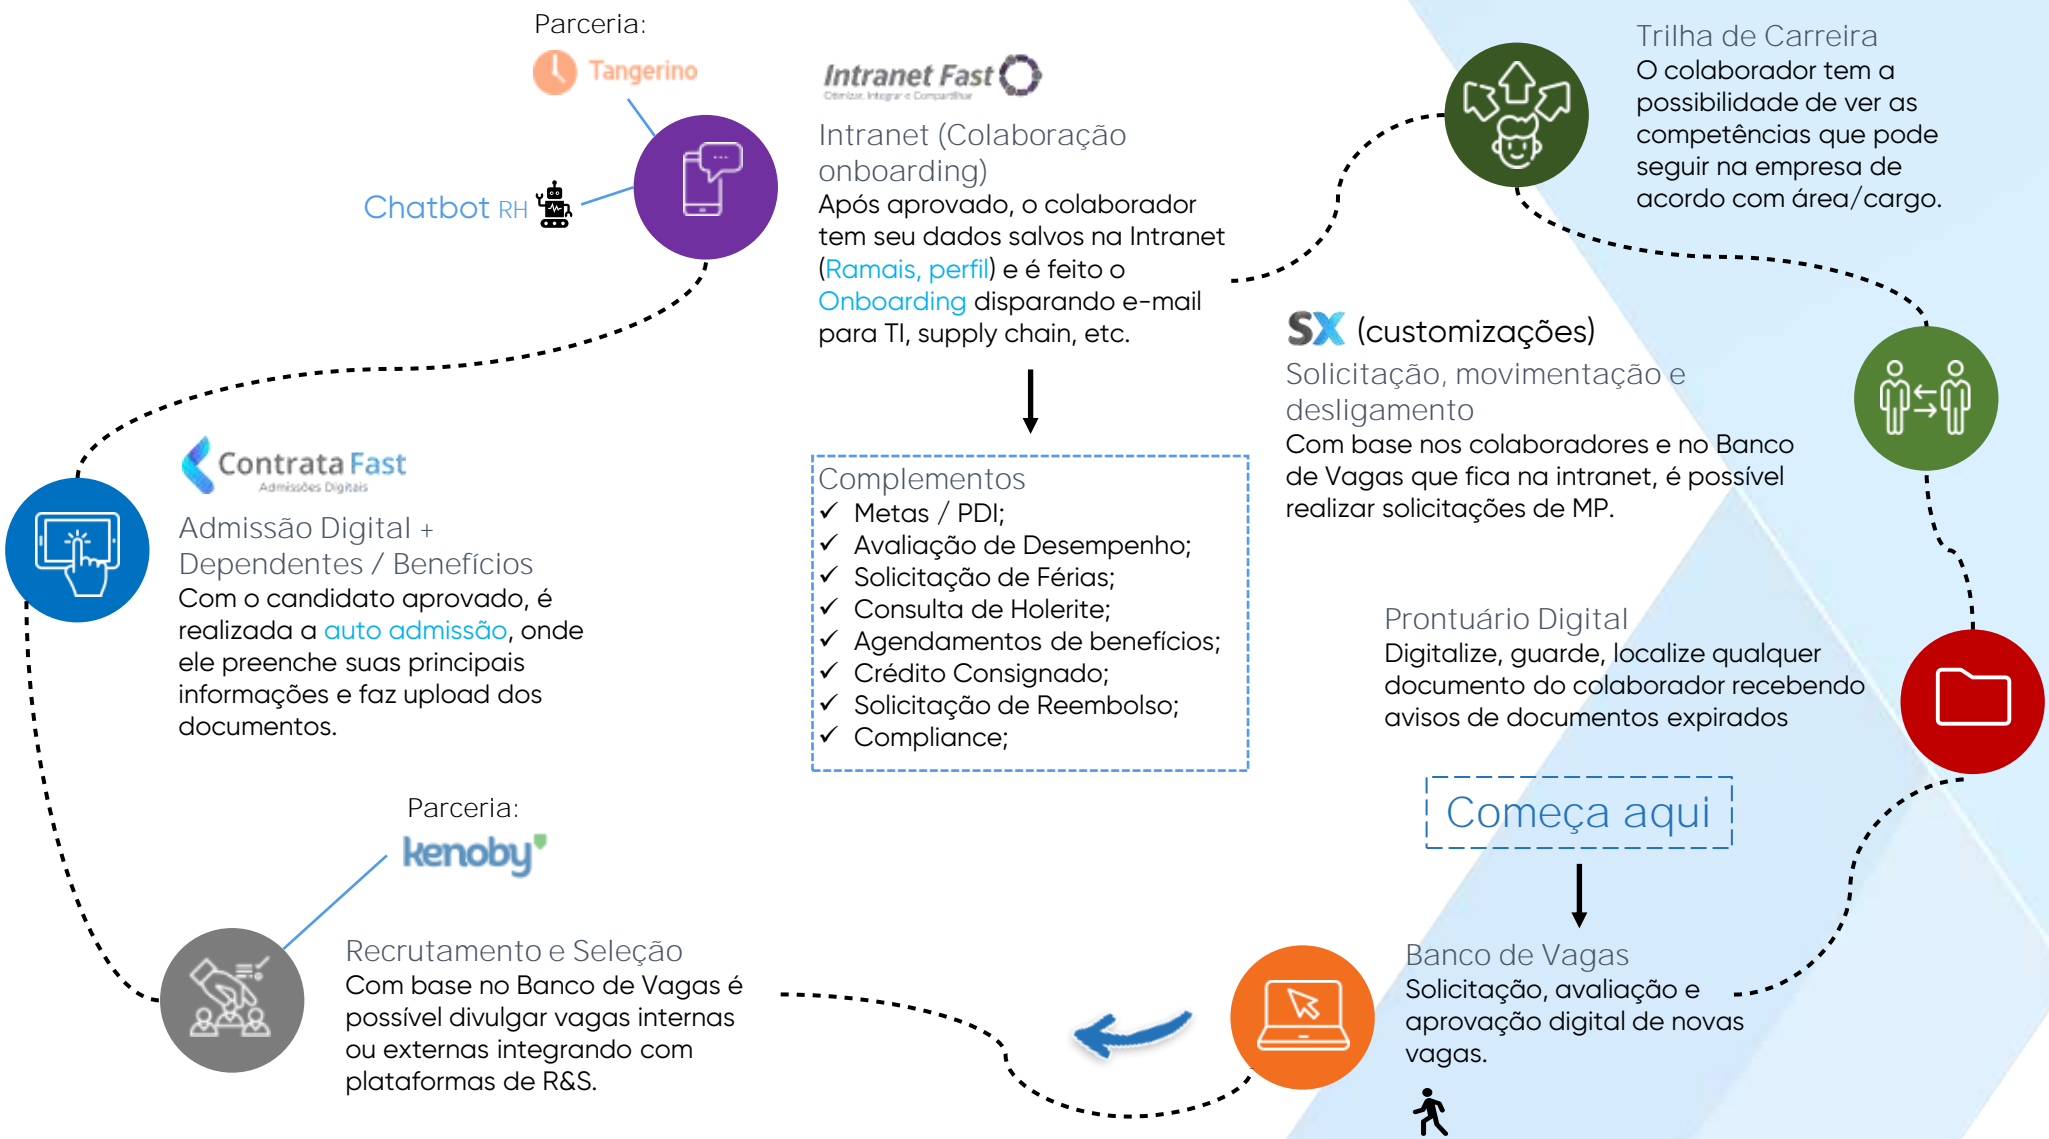 Parceria:
Tangerino
Chatbot RH
Intranet Fast
Otimizar, Integrar e Compartilhar
Intranet (Colaboração
onboarding)
Após aprovado, o colaborador
tem seu dados salvos na Intranet
(Ramais, perfil) e é feito o
Onboarding disparando e-mail
para TI, supply chain, etc.
Trilha de Carreira
O colaborador tem a
possibilidade de ver as
competências que pode
seguir na empresa de
acordo com área/cargo.
SX (customizações)
Solicitação, movimentação e
desligamento
Com base nos colaboradores e no Banco
de Vagas que fica na intranet, é possível
realizar solicitações de MP.
Contrata Fast
Admissões Digitais
Admissão Digital +
Dependentes / Benefícios
Com o candidato aprovado, é
realizada a auto admissão, onde
ele preenche suas principais
informações e faz upload dos
documentos.
Complementos
✓ Metas / PDI;
✓ Avaliação de Desempenho;
✓ Solicitação de Férias;
✓ Consulta de Holerite;
✓ Agendamentos de benefícios;
✓ Crédito Consignado;
✓ Solicitação de Reembolso;
✓ Compliance;
Prontuário Digital
Digitalize, guarde, localize qualquer
documento do colaborador recebendo
avisos de documentos expirados
Começa aqui
Parceria:
kenoby
Recrutamento e Seleção
Com base no Banco de Vagas é
possível divulgar vagas internas
ou externas integrando com
plataformas de R&S.
Banco de Vagas
Solicitação, avaliação e
aprovação digital de novas
vagas.